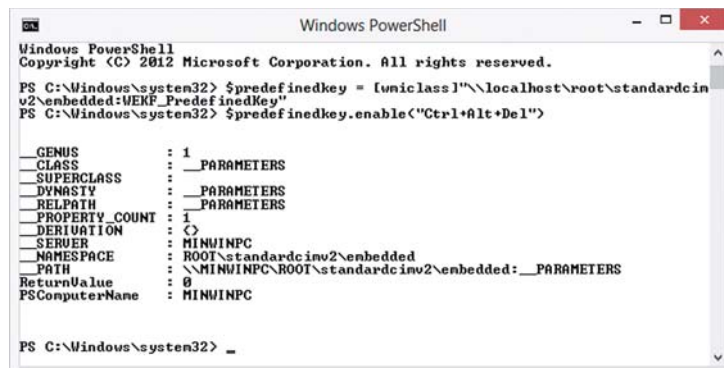 Windows PowerShell
Windows PowerShell
Copyright (C) 2012 Microsoft Corporation. All rights reserved.
PS C:\Windows\system32> $predefinedkey = [wmiclass]"\\localhost\root\standardcim
v2\embedded:WEKF_PredefinedKey"
PS C:\Windows\system32> $predefinedkey.enable("Ctrl+Alt+Del")
__GENUS : 1
__CLASS : __PARAMETERS
__SUPERCLASS :
__DYNASTY : __PARAMETERS
__RELPATH : __PARAMETERS
__PROPERTY_COUNT : 1
__DERIVATION : {}
__SERVER : MINWINPC
__NAMESPACE : ROOT\standardcimv2\embedded
__PATH : \\MINWINPC\ROOT\standardcimv2\embedded:__PARAMETERS
ReturnValue : 0
PSComputerName : MINWINPC
PS C:\Windows\system32> _